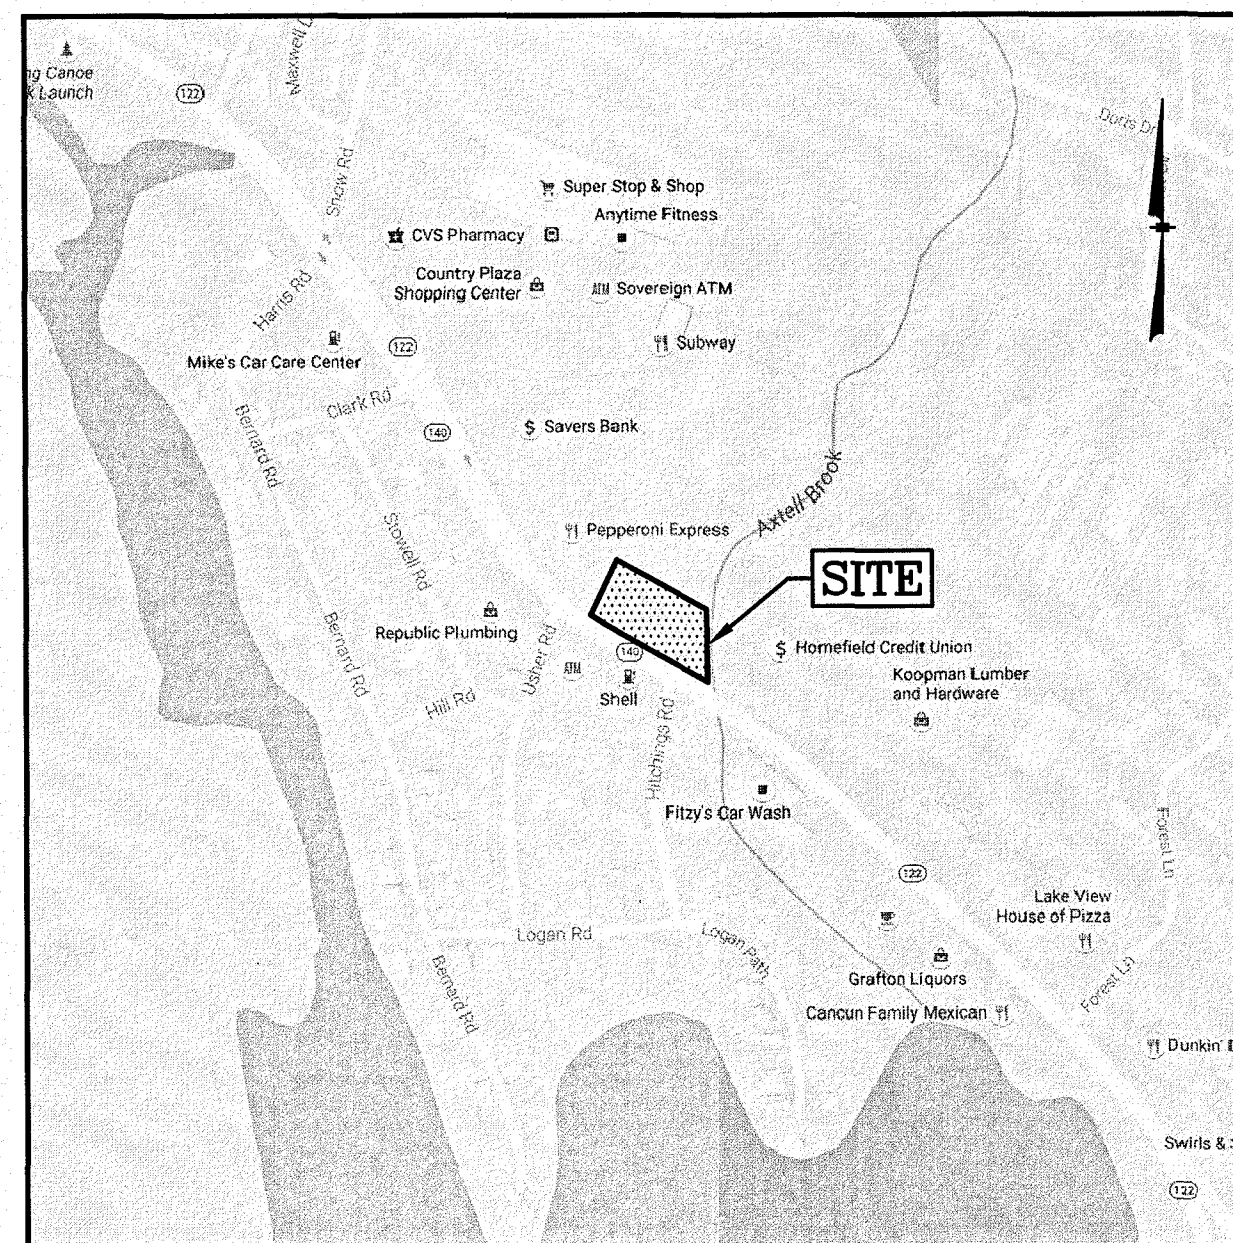 ng Canoe
k Launch
122
Maxwell
Snow Rd
Doris Dr
Super Stop & Shop
Anytime Fitness
CVS Pharmacy
Country Plaza
Shopping Center
ATM Sovereign ATM
Harris Rd
Subway
Mike's Car Care Center
122
Clark Rd
Bernard Rd
140
$ Savers Bank
Axtell Brook
Stowell Rd
Pepperoni Express
SITE
Republic Plumbing
Bernard Rd
Usher Rd
ATM
140
Shell
$ Homefield Credit Union
Koopman Lumber
and Hardware
Hill Rd
Hitchings Rd
Fitzy's Car Wash
Forest Ln
122
Lake View
House of Pizza
Logan Rd
Logan Path
Bernard Rd
Grafton Liquors
Forest Ln
Cancun Family Mexican
Dunkin'
Swirls &
122